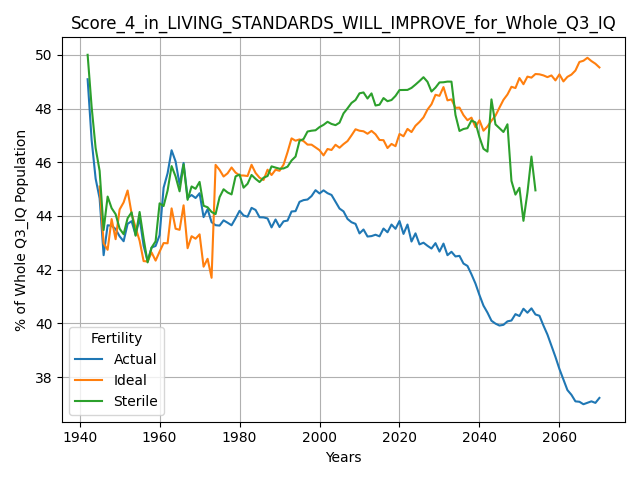 Score_4_in_LIVING_STANDARDS_WILL_IMPROVE_for_Whole_Q3_IQ
% of Whole Q3_IQ Population
50
48
46
44
42
40
38
Fertility
Actual
Ideal
Sterile
1940 1960 1980 2000 2020 2040 2060
Years